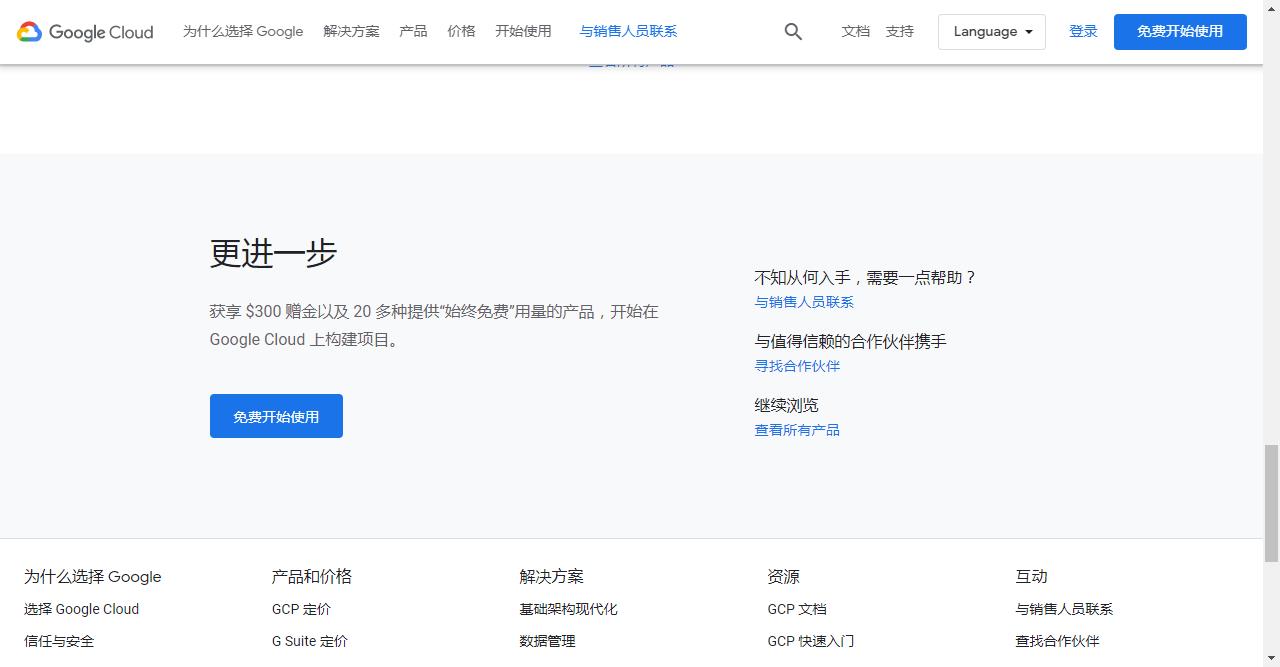 Google Cloud 为什么选择 Google 解决方案 产品 价格 开始使用 与销售人员联系 文档 支持 Language 登录 免费开始使用
更进一步
获享 $300 赠金以及 20 多种提供“始终免费”用量的产品，开始在
Google Cloud 上构建项目。
免费开始使用
不知从何入手，需要一点帮助？
与销售人员联系
与值得信赖的合作伙伴携手
寻找合作伙伴
继续浏览
查看所有产品
为什么选择 Google 产品和价格 解决方案 资源 互动
选择 Google Cloud GCP 定价 基础架构现代化 GCP 文档 与销售人员联系
信任与安全 G Suite 定价 数据管理 GCP 快速入门 查找合作伙伴